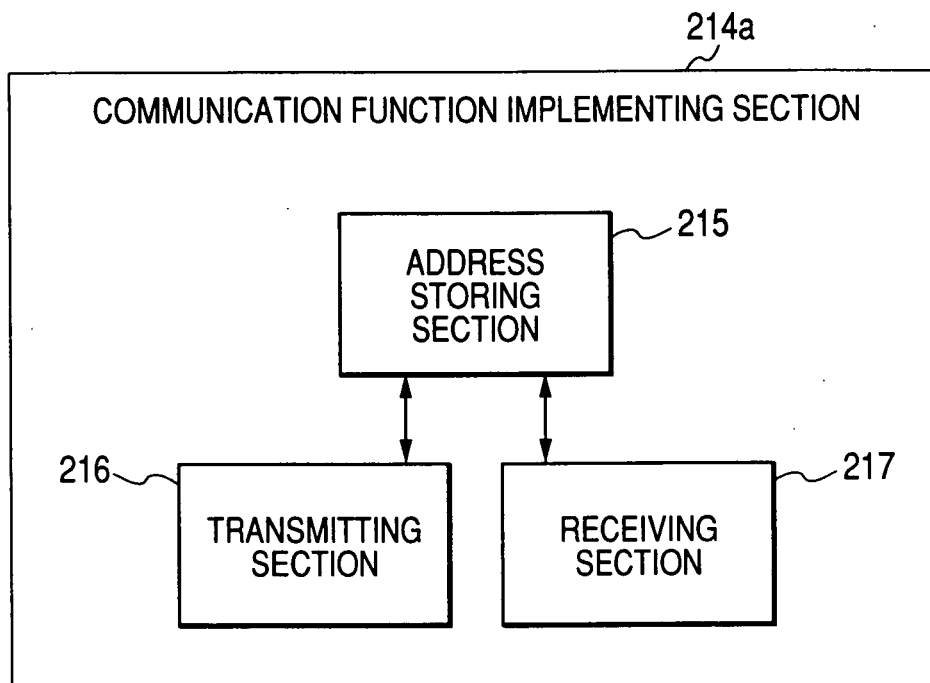 214a
COMMUNICATION FUNCTION IMPLEMENTING SECTION
215
ADDRESS
STORING
SECTION
216
217
TRANSMITTING
SECTION
RECEIVING
SECTION